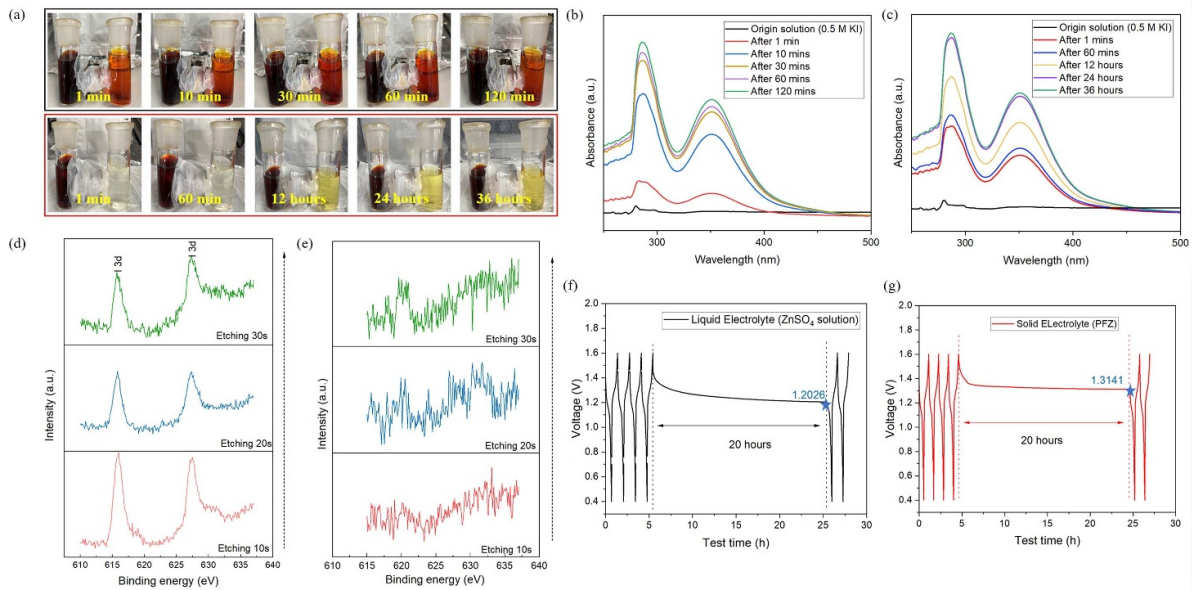 (a)
1 min
10 min
30 min
60 min
120 min
1 min
60 min
12 hours
24 hours
36 hours
(b)
Origin solution (0.5 M KI)
After 1 min
After 10 mins
After 30 mins
After 60 mins
After 120 mins
Absorbance (a.u.)
250
300
350
400
450
500
Wavelength (nm)
(c)
Origin solution (0.5 M KI)
After 1 mins
After 60 mins
After 12 hours
After 24 hours
After 36 hours
Absorbance (a.u.)
250
300
350
400
450
500
Wavelength (nm)
(d)
3d
3d
Etching 30s
Etching 20s
Etching 10s
Intensity (a.u.)
610
615
620
625
630
635
640
Binding energy (eV)
(e)
Etching 30s
Etching 20s
Etching 10s
Intensity (a.u.)
610
615
620
625
630
635
640
Binding energy (eV)
(f)
Liquid Electrolyte (ZnSO₄ solution)
1.2026
20 hours
Voltage (V)
2.0
1.8
1.6
1.4
1.2
1.0
0.8
0.6
0.4
0
5
10
15
20
25
30
Test time (h)
(g)
Solid ELectrolyte (PFZ)
1.3141
20 hours
Voltage (V)
2.0
1.8
1.6
1.4
1.2
1.0
0.8
0.6
0.4
0
5
10
15
20
25
30
Test time (h)